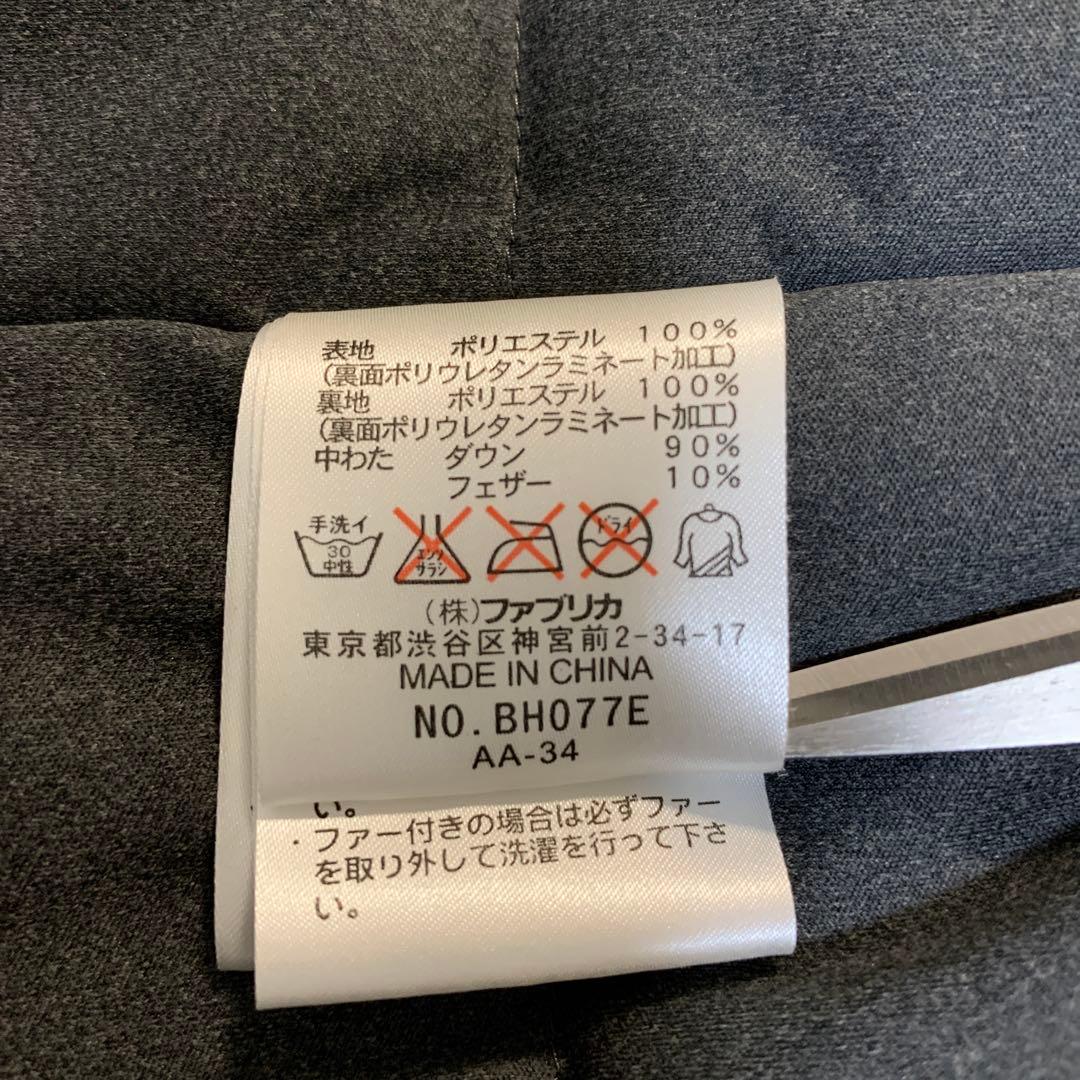 表地 ポリエステル 100%
(裏面ポリウレタンラミネート加工)
裏地 ポリエステル 100%
(裏面ポリウレタンラミネート加工)
中わた ダウン 90%
フェザー 10%
手洗イ
30
中性
エンソ
サラシ
ドライ
(株)ファブリカ
東京都渋谷区神宮前2-34-17
MADE IN CHINA
NO.BH077E
AA-34
い。
・ファー付きの場合は必ずファー
を取り外して洗濯を行って下さ
い。